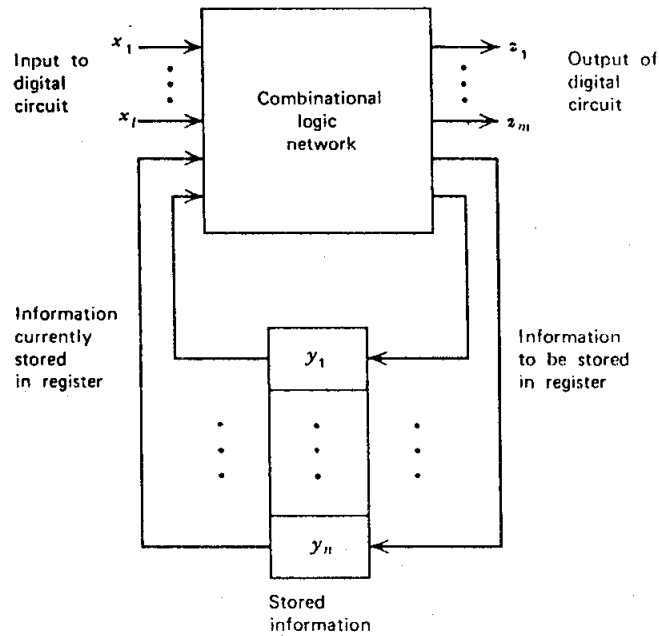 x1
z1
Input to
digital
circuit
Output of
digital
circuit
Combinational
logic
network
xl
zm
Information
currently
stored
in register
Information
to be stored
in register
y1
yn
Stored
information